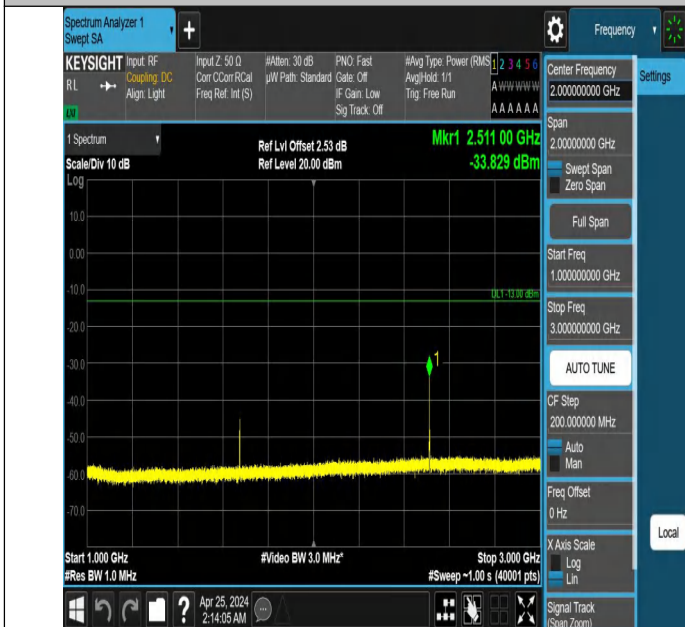 Spectrum Analyzer 1
Swept SA
+
Frequency
KEYSIGHT
Input: RF
Input Z: 50 Ω
#Atten: 30 dB
PNO: Fast
#Avg Type: Power (RMS
1 2 3 4 5 6
RL
Coupling: DC
Corr CCorr RCal
µW Path: Standard
Gate: Off
Avg|Hold: 1/1
A W W W W W
Align: Light
Freq Ref: Int (S)
IF Gain: Low
Trig: Free Run
Sig Track: Off
A A A A A A
1 Spectrum
Ref Lvl Offset 2.53 dB
Mkr1 2.511 00 GHz
Scale/Div 10 dB
Ref Level 20.00 dBm
-33.829 dBm
Log
10.0
0.00
-10.0
DL1 -13.00 dBm
-20.0
1
-30.0
-40.0
-50.0
-60.0
-70.0
Start 1.000 GHz
#Video BW 3.0 MHz*
Stop 3.000 GHz
#Res BW 1.0 MHz
#Sweep ~1.00 s (40001 pts)
?
Apr 25, 2024
2:14:05 AM
Center Frequency
2.000000000 GHz
Settings
Span
2.00000000 GHz
Swept Span
Zero Span
Full Span
Start Freq
1.000000000 GHz
Stop Freq
3.000000000 GHz
AUTO TUNE
CF Step
200.000000 MHz
Auto
Man
Freq Offset
0 Hz
Local
X Axis Scale
Log
Lin
Signal Track
(Span Zoom)